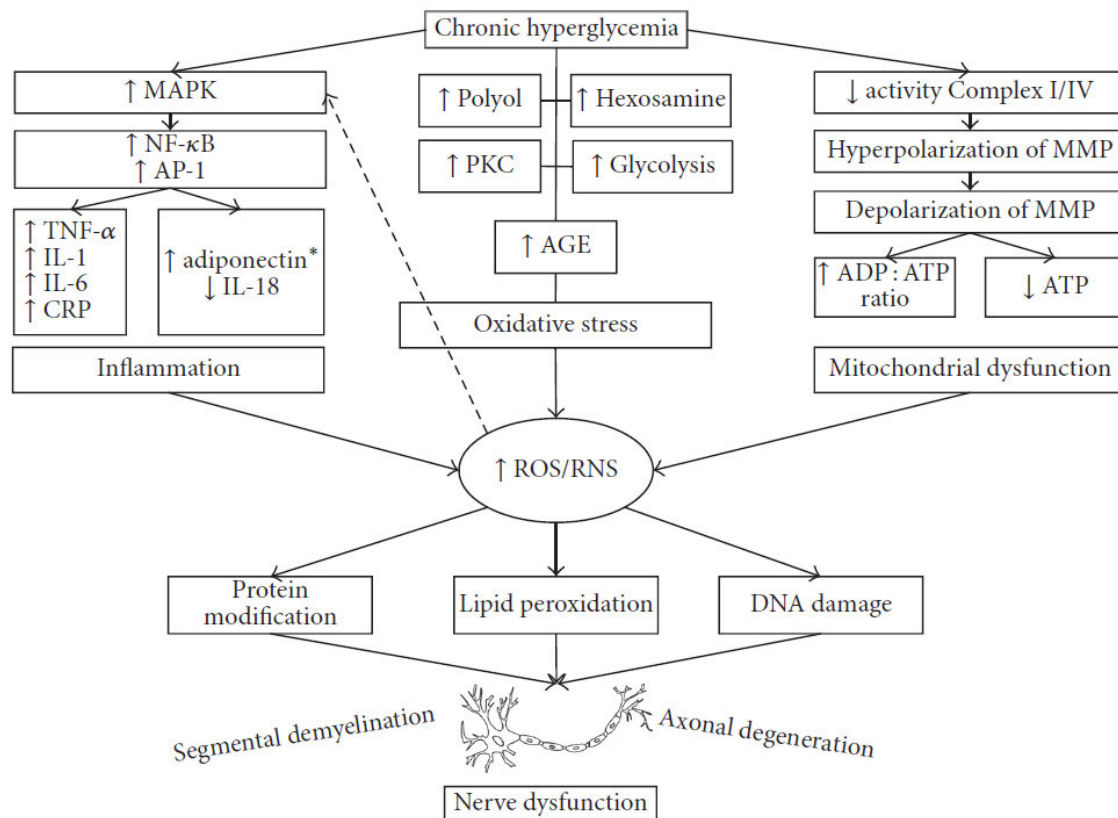 Chronic hyperglycemia
↑ MAPK
↑ NF-κB
↑ AP-1
↑ TNF-α
↑ IL-1
↑ IL-6
↑ CRP
↑ adiponectin*
↓ IL-18
Inflammation
↑ Polyol
↑ Hexosamine
↑ PKC
↑ Glycolysis
↑ AGE
Oxidative stress
↓ activity Complex I/IV
Hyperpolarization of MMP
Depolarization of MMP
↑ ADP : ATP
ratio
↓ ATP
Mitochondrial dysfunction
↑ ROS/RNS
Protein
modification
Lipid peroxidation
DNA damage
Segmental demyelination
Axonal degeneration
Nerve dysfunction